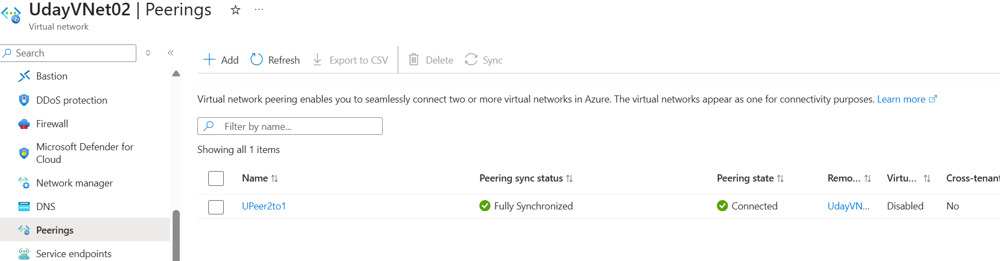 UdayVNet02 | Peerings
Virtual network
Search
Bastion
DDoS protection
Firewall
Microsoft Defender for
Cloud
Network manager
DNS
Peerings
Service endpoints
Add Refresh Export to CSV Delete Sync
Virtual network peering enables you to seamlessly connect two or more virtual networks in Azure. The virtual networks appear as one for connectivity purposes. Learn more
Filter by name...
Showing all 1 items
Name Peering sync status Peering state Remo... Virtu... Cross-tenant
UPeer2to1 Fully Synchronized Connected UdayVN... Disabled No